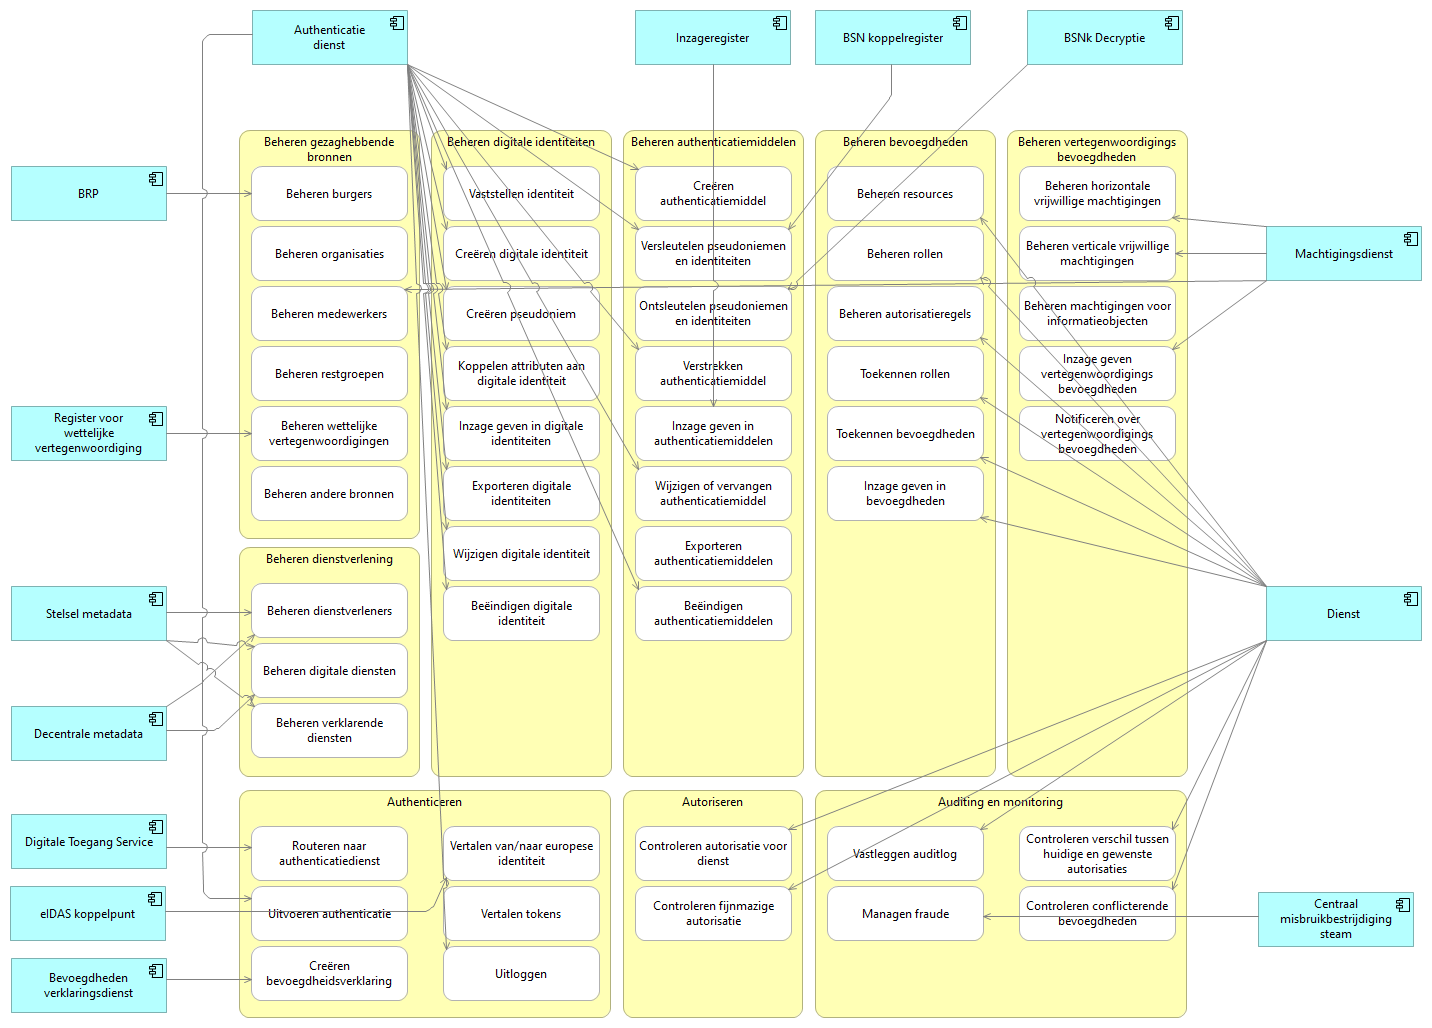 Authenticatie
dienst
Inzageregister
BSN koppelregister
BSNk Decryptie
BRP
Register voor
wettelijke
vertegenwoordiging
Stelsel metadata
Decentrale metadata
Digitale Toegang Service
eIDAS koppelpunt
Bevoegdheden
verklaringsdienst
Beheren gezaghebbende
bronnen
Beheren burgers
Beheren organisaties
Beheren medewerkers
Beheren restgroepen
Beheren wettelijke
vertegenwoordigingen
Beheren andere bronnen
Beheren dienstverlening
Beheren dienstverleners
Beheren digitale diensten
Beheren verklarende
diensten
Beheren digitale identiteiten
Vaststellen identiteit
Creëren digitale identiteit
Creëren pseudoniem
Koppelen attributen aan
digitale identiteit
Inzage geven in digitale
identiteiten
Exporteren digitale
identiteiten
Wijzigen digitale identiteit
Beëindigen digitale
identiteit
Beheren authenticatiemiddelen
Creëren
authenticatiemiddel
Versleutelen pseudoniemen
en identiteiten
Ontsleutelen pseudoniemen
en identiteiten
Verstrekken
authenticatiemiddel
Inzage geven in
authenticatiemiddelen
Wijzigen of vervangen
authenticatiemiddel
Exporteren
authenticatiemiddelen
Beëindigen
authenticatiemiddelen
Beheren bevoegdheden
Beheren resources
Beheren rollen
Beheren autorisatieregels
Toekennen rollen
Toekennen bevoegdheden
Inzage geven in
bevoegdheden
Beheren vertegenwoordigings
bevoegdheden
Beheren horizontale
vrijwillige machtigingen
Beheren verticale vrijwillige
machtigingen
Beheren machtigingen voor
informatieobjecten
Inzage geven
vertegenwoordigings
bevoegdheden
Notificeren over
vertegenwoordigings
bevoegdheden
Machtigingsdienst
Dienst
Centraal
misbruikbestrijdiging
steam
Authenticeren
Routeren naar
authenticatiedienst
Uitvoeren authenticatie
Creëren
bevoegdheidsverklaring
Vertalen van/naar europese
identiteit
Vertalen tokens
Uitloggen
Autoriseren
Controleren autorisatie voor
dienst
Controleren fijnmazige
autorisatie
Auditing en monitoring
Vastleggen auditlog
Managen fraude
Controleren verschil tussen
huidige en gewenste
autorisaties
Controleren conflicterende
bevoegdheden